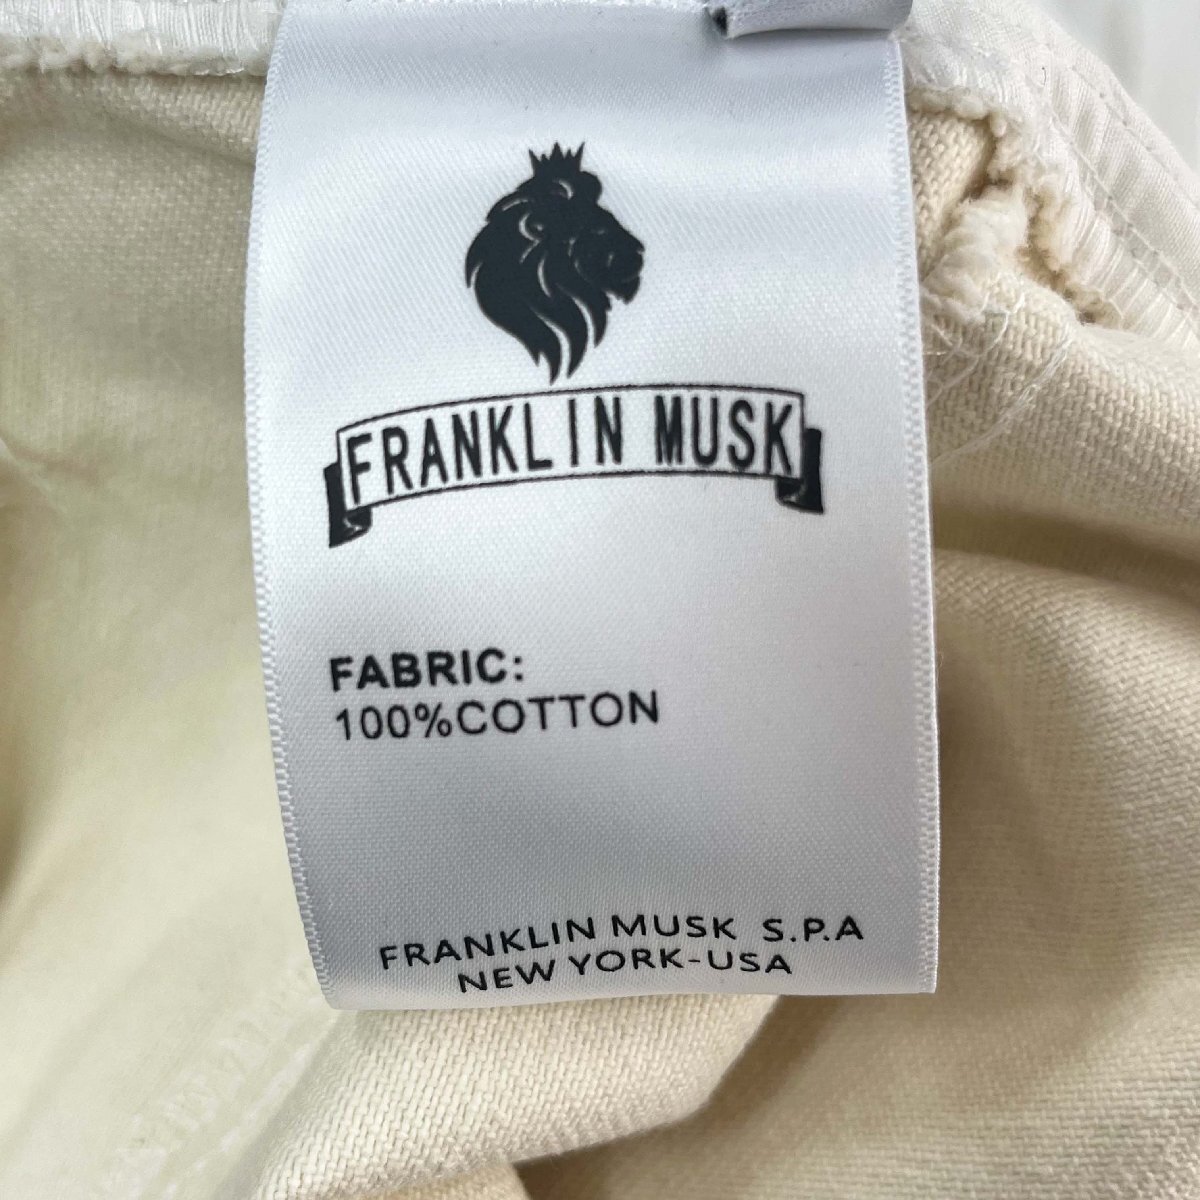 FRANKLIN MUSK
FABRIC:
100%COTTON
FRANKLIN MUSK S.P.A
NEW YORK-USA